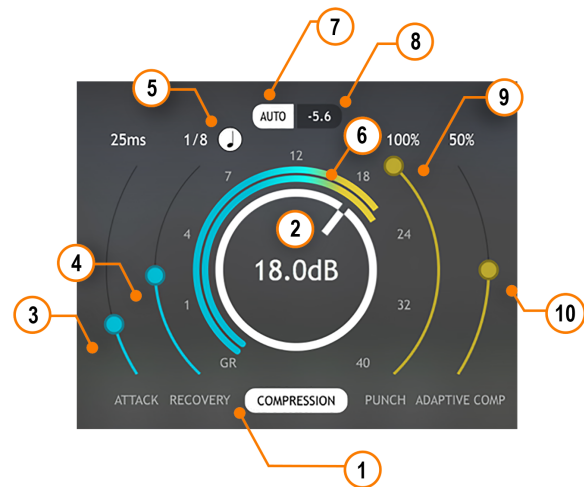 7
8
5
9
AUTO -5.6
25ms 1/8 6 100% 50%
12
7 18
2
4 24
18.0dB
4
3 10
1 32
GR 40
ATTACK RECOVERY COMPRESSION PUNCH ADAPTIVE COMP
1